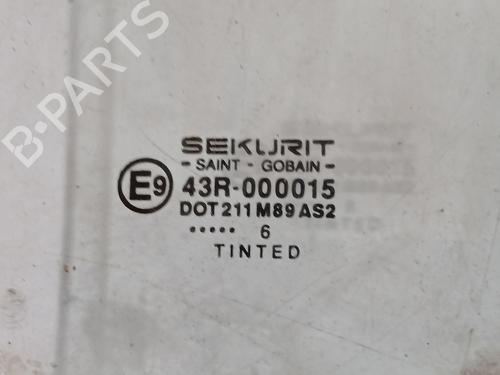 B-PARTS
SEKURIT
- SAINT - GOBAIN -
E9 43R-000015
DOT 211 M89 AS2
..... 6
TINTED